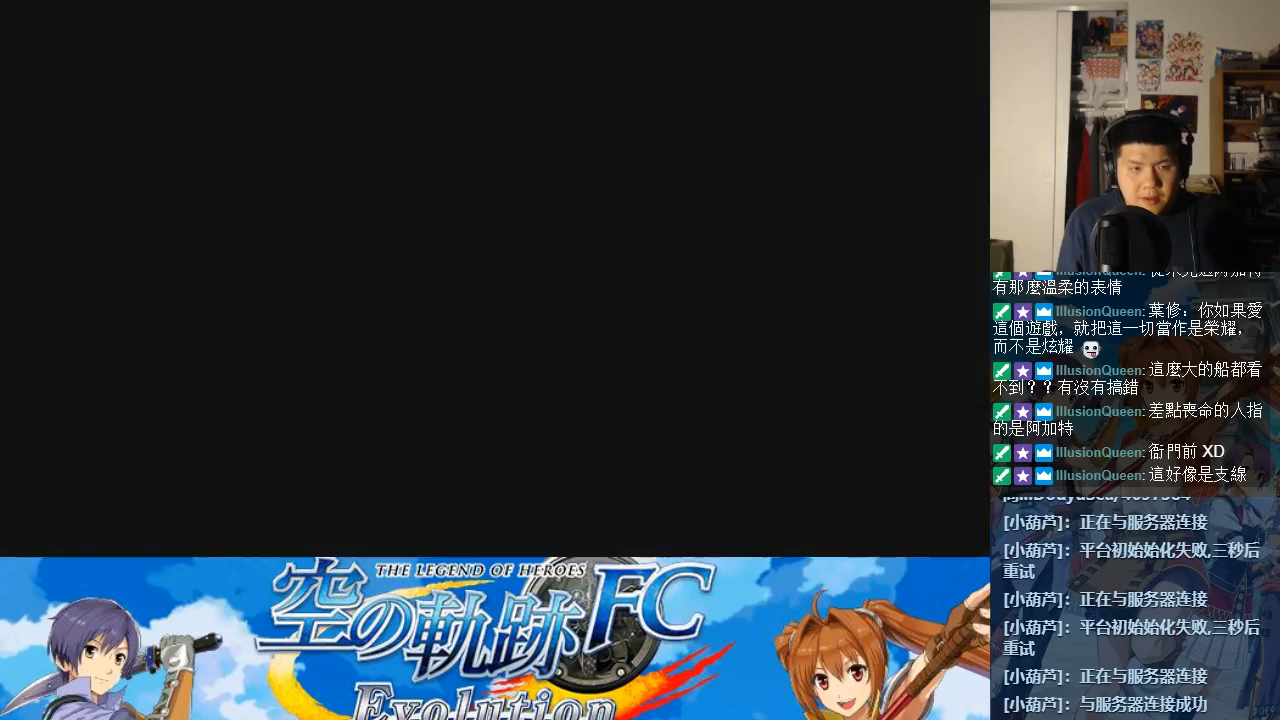 有那麼溫柔的表情
IllusionQueen: 葉修：你如果愛
這個遊戲，就把這一切當作是榮耀，
而不是炫耀
IllusionQueen: 這麼大的船都看
不到？？有沒有搞錯
IllusionQueen: 差點喪命的人指
的是阿加特
IllusionQueen: 衙門前 XD
IllusionQueen: 這好像是支線
[小葫芦]：正在与服务器连接
[小葫芦]：平台初始始化失败,三秒后
重试
[小葫芦]：正在与服务器连接
[小葫芦]：平台初始始化失败,三秒后
重试
[小葫芦]：正在与服务器连接
[小葫芦]：与服务器连接成功
THE LEGEND OF HEROES
空の軌跡FC
Evolution